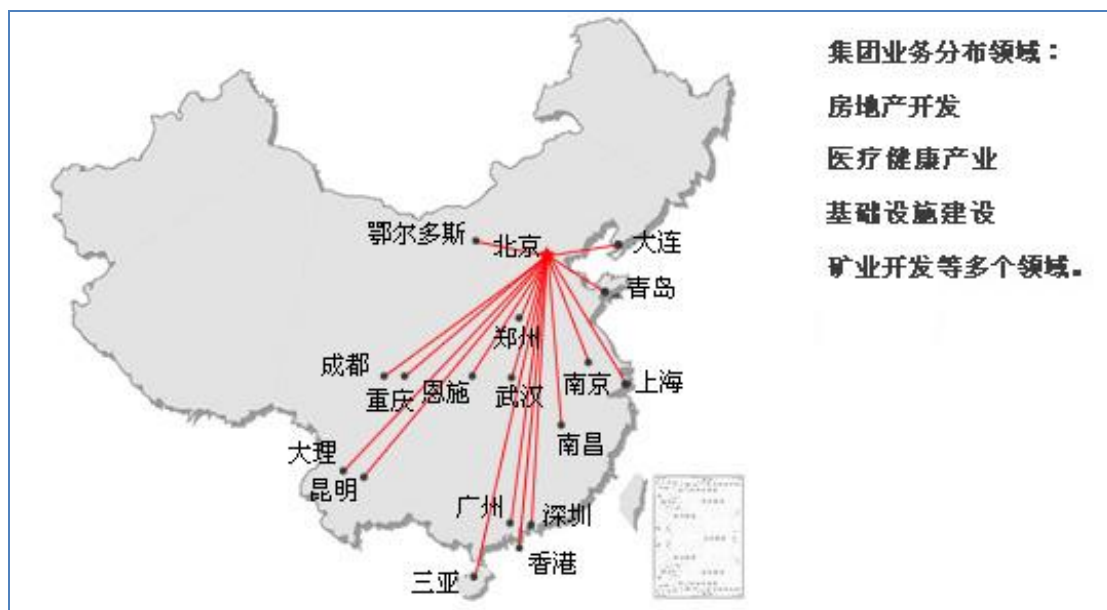 集团业务分布领域：
房地产开发
医疗健康产业
基础设施建设
矿业开发等多个领域。
鄂尔多斯
北京
大连
青岛
郑州
成都
重庆
恩施
武汉
南京
上海
南昌
大理
昆明
广州
深圳
香港
三亚